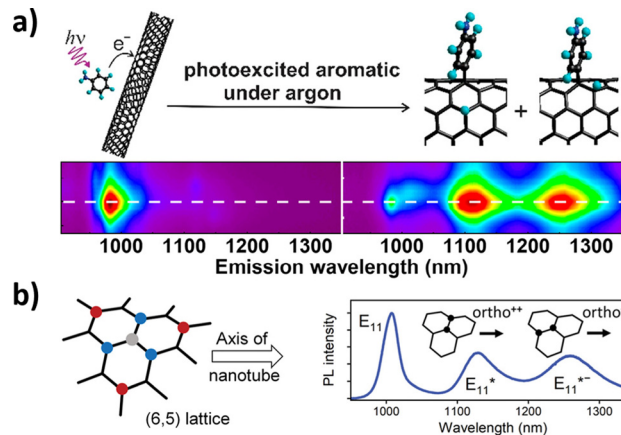 a)
hν
e⁻
photoexcited aromatic
under argon
+
1000 1100 1200 1300 1000 1100 1200 1300
Emission wavelength (nm)
b)
Axis of
nanotube
(6,5) lattice
PL intensity
E₁₁
ortho⁺⁺
ortho
E₁₁*
E₁₁*⁻
1000 1100 1200 1300
Wavelength (nm)